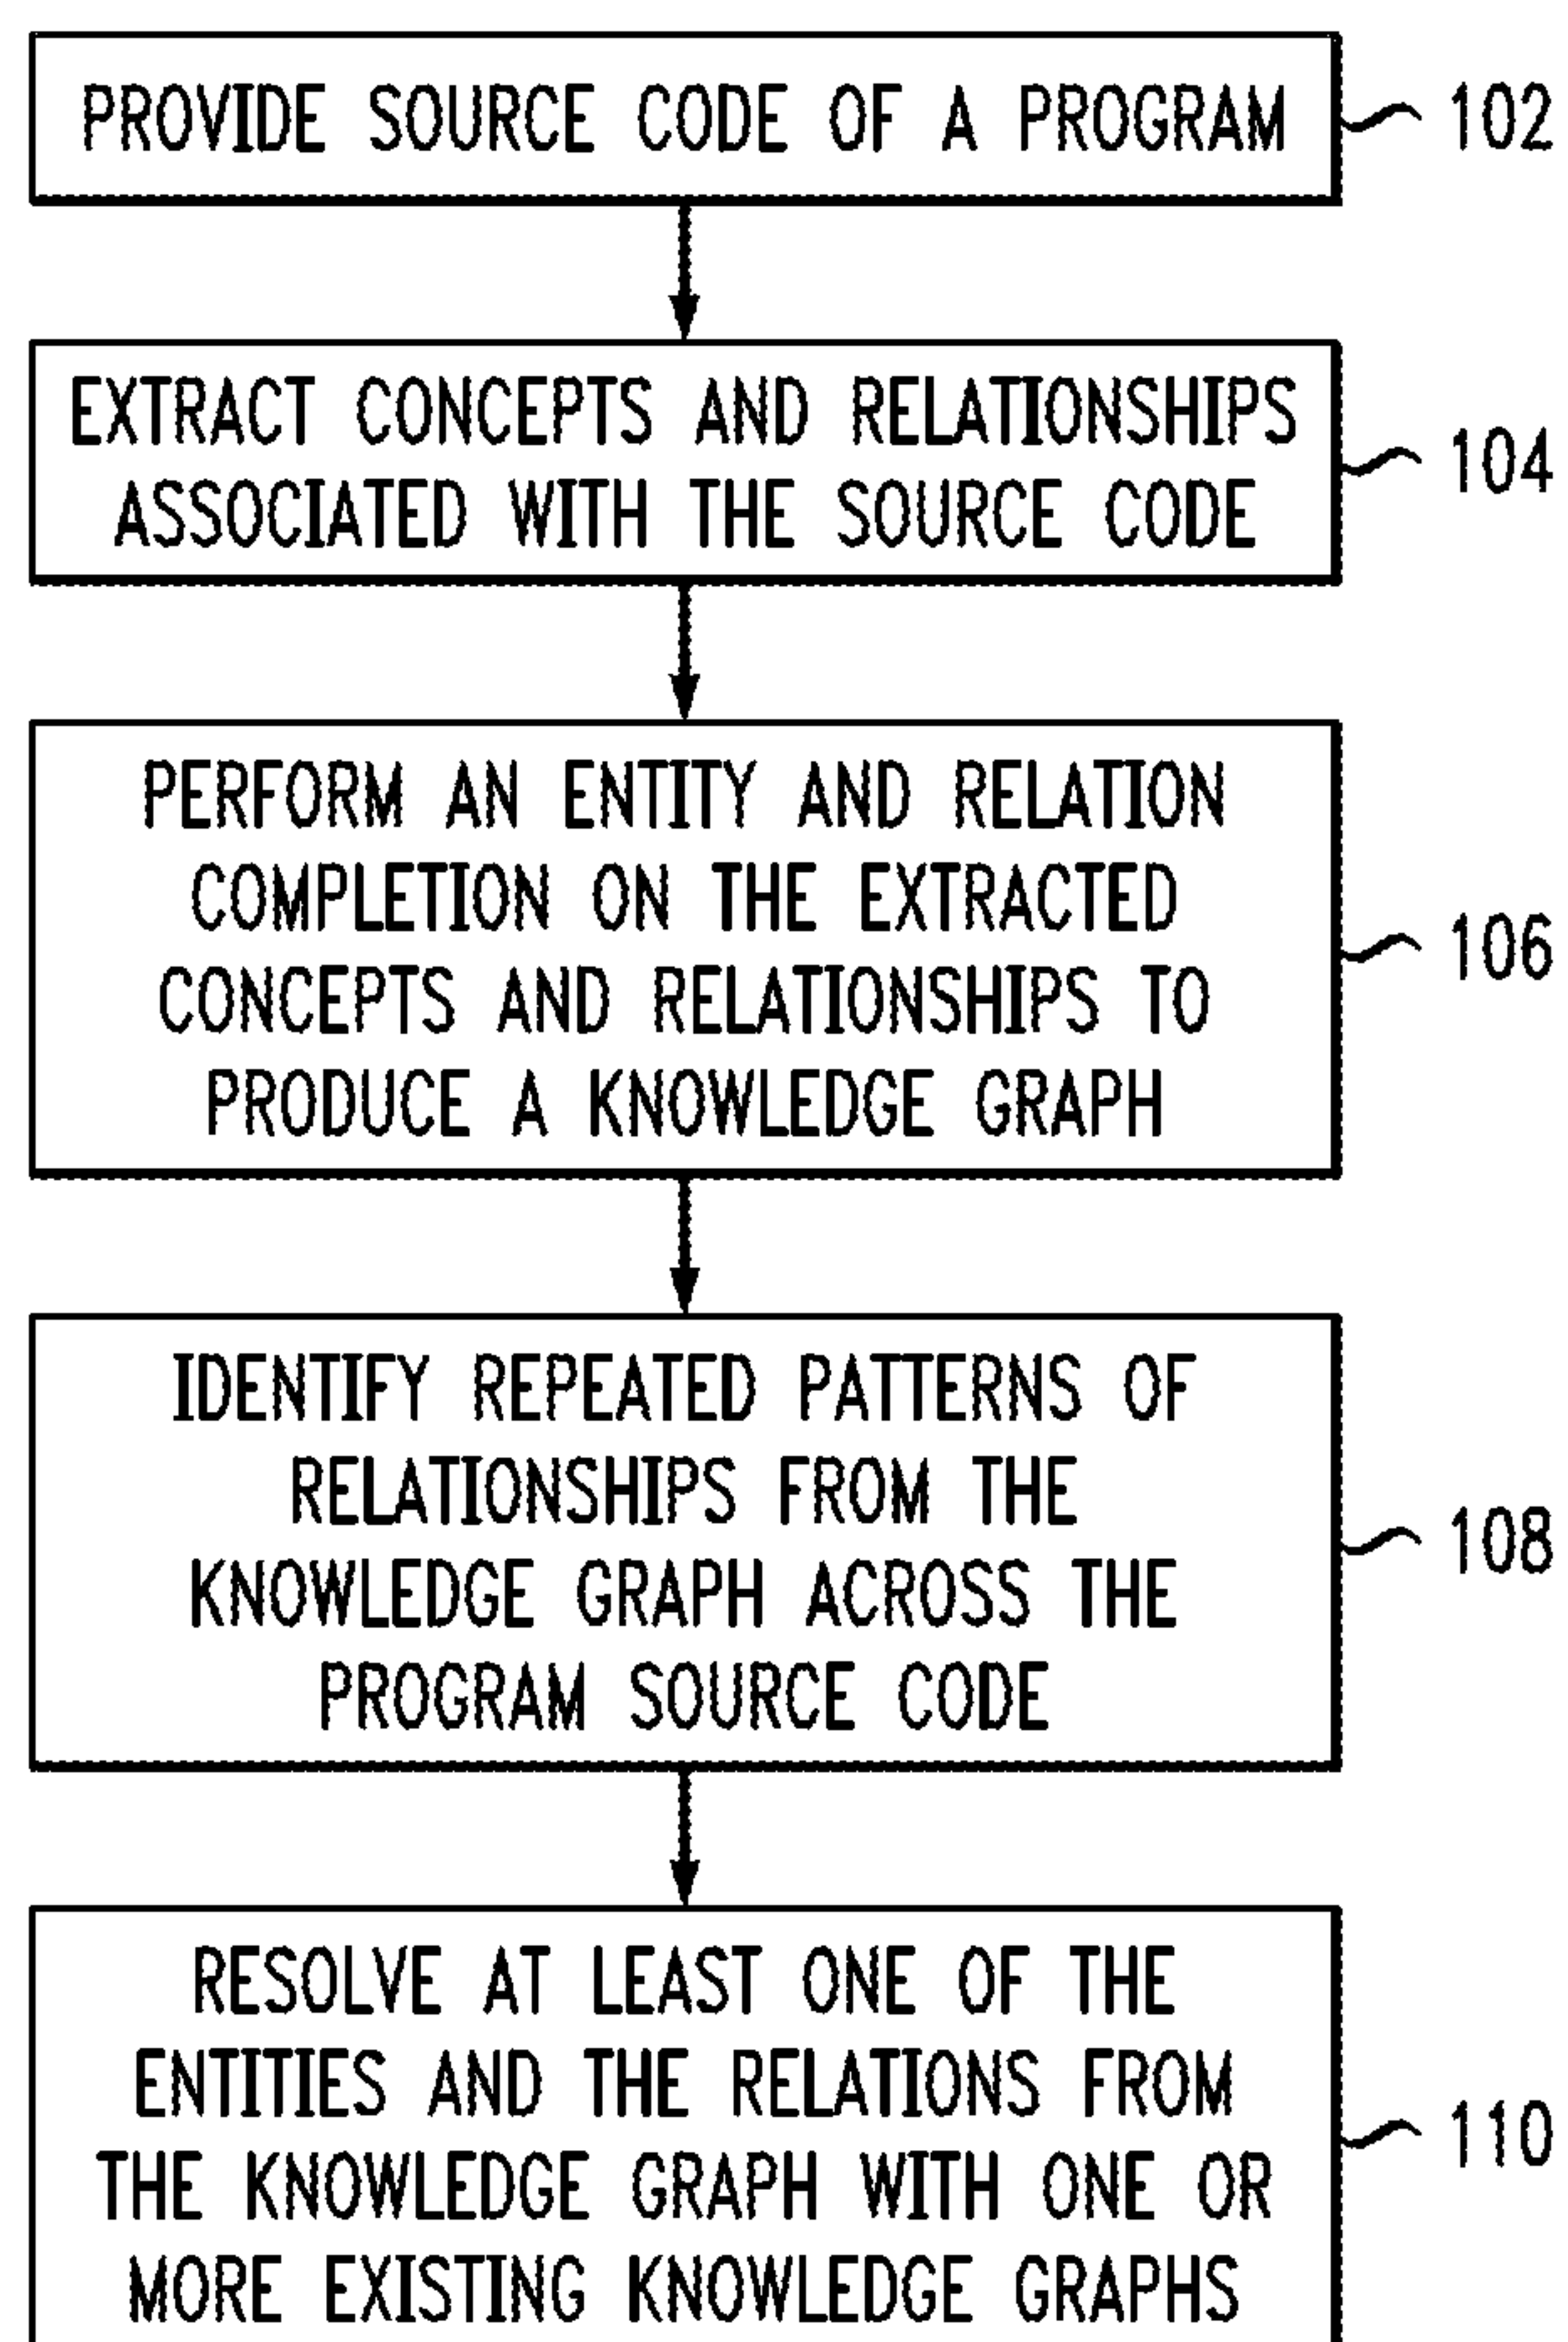 PROVIDE SOURCE CODE OF A PROGRAM
102
EXTRACT CONCEPTS AND RELATIONSHIPS
ASSOCIATED WITH THE SOURCE CODE
104
PERFORM AN ENTITY AND RELATION
COMPLETION ON THE EXTRACTED
CONCEPTS AND RELATIONSHIPS TO
PRODUCE A KNOWLEDGE GRAPH
106
IDENTIFY REPEATED PATTERNS OF
RELATIONSHIPS FROM THE
KNOWLEDGE GRAPH ACROSS THE
PROGRAM SOURCE CODE
108
RESOLVE AT LEAST ONE OF THE
ENTITIES AND THE RELATIONS FROM
THE KNOWLEDGE GRAPH WITH ONE OR
MORE EXISTING KNOWLEDGE GRAPHS
110